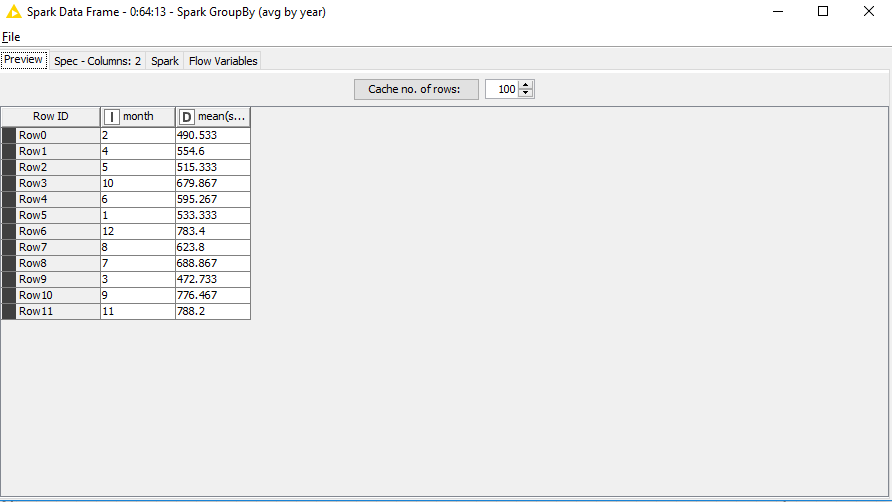 Spark Data Frame - 0:64:13 - Spark GroupBy (avg by year)
File
Preview Spec - Columns: 2 Spark Flow Variables
Cache no. of rows: 100
Row ID I month D mean(s...
Row0 2 490.533
Row1 4 554.6
Row2 5 515.333
Row3 10 679.867
Row4 6 595.267
Row5 1 533.333
Row6 12 783.4
Row7 8 623.8
Row8 7 688.867
Row9 3 472.733
Row10 9 776.467
Row11 11 788.2